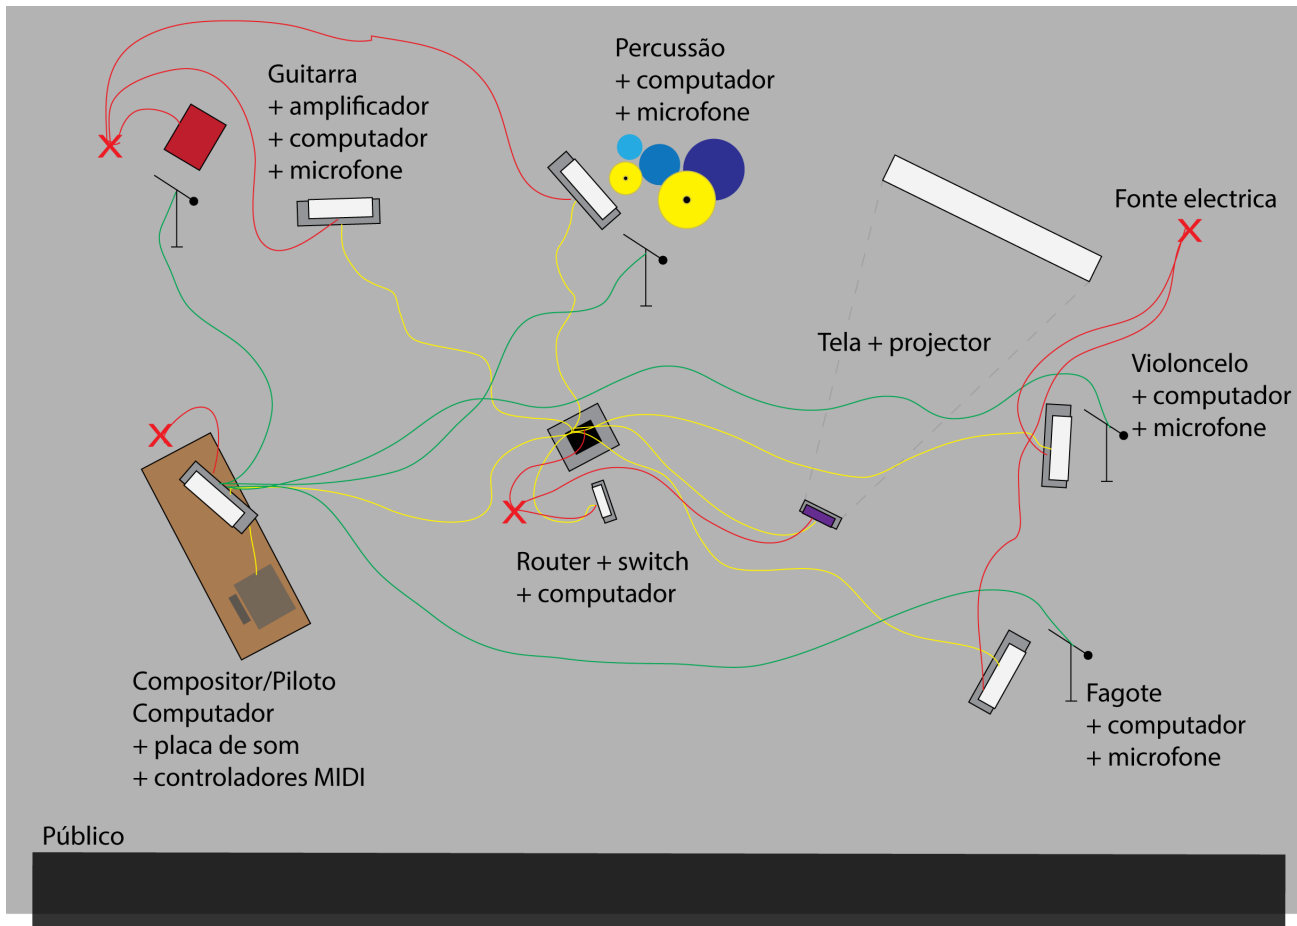 Guitarra
+ amplificador
+ computador
+ microfone
Percussão
+ computador
+ microfone
Fonte electrica
Tela + projector
Violoncelo
+ computador
+ microfone
Router + switch
+ computador
Compositor/Piloto
Computador
+ placa de som
+ controladores MIDI
Fagote
+ computador
+ microfone
Público